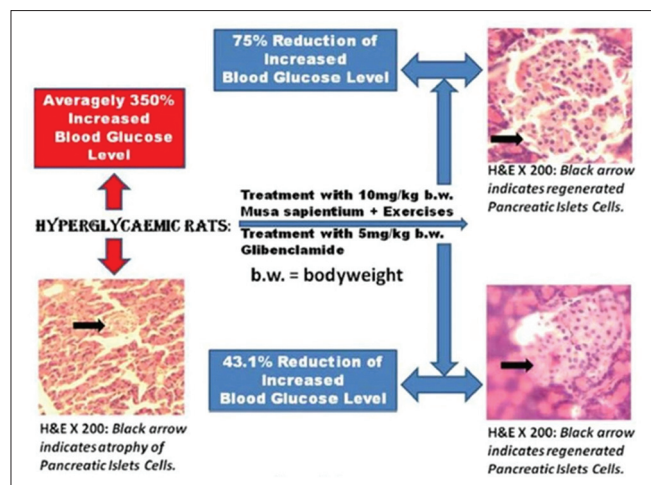 75% Reduction of
Increased
Blood Glucose Level
Averagely 350%
Increased
Blood Glucose
Level
H&E X 200: Black arrow
indicates regenerated
Pancreatic Islets Cells.
HYPERGLYCAEMIC RATS:
Treatment with 10mg/kg b.w.
Musa sapientium + Exercises
Treatment with 5mg/kg b.w.
Glibenclamide
b.w. = bodyweight
43.1% Reduction of
Increased
Blood Glucose Level
H&E X 200: Black arrow
indicates atrophy of
Pancreatic Islets Cells.
H&E X 200: Black arrow
indicates regenerated
Pancreatic Islets Cells.